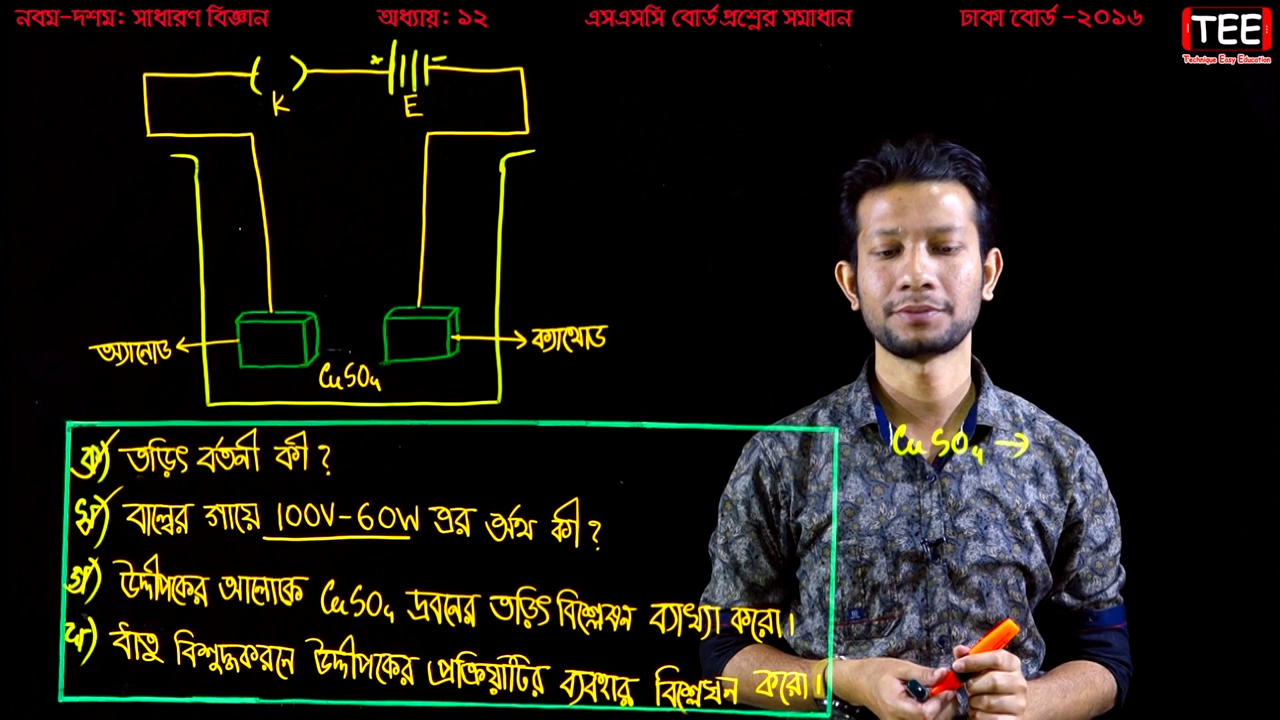 নবম-দশম: সাধারণ বিজ্ঞান
অধ্যায়: ১২
এসএসসি বোর্ড প্রশ্নের সমাধান
ঢাকা বোর্ড -২০১৬
TEE
Technique Easy Education
+
-
K
E
অ্যানোড
ক্যাথোড
CuSO4
CuSO4 →
ক) তড়িৎ বর্তনী কী ?
খ) বাল্বের গায়ে 100V-60W এর অর্থ কী ?
গ) উদ্দীপকের আলোকে CuSO4 দ্রবনের তড়িৎ বিশ্লেষন ব্যাখ্যা করো।
ঘ) ধাতু বিশুদ্ধকরনে উদ্দীপকের প্রক্রিয়াটির ব্যবহার বিশ্লেষন করো।